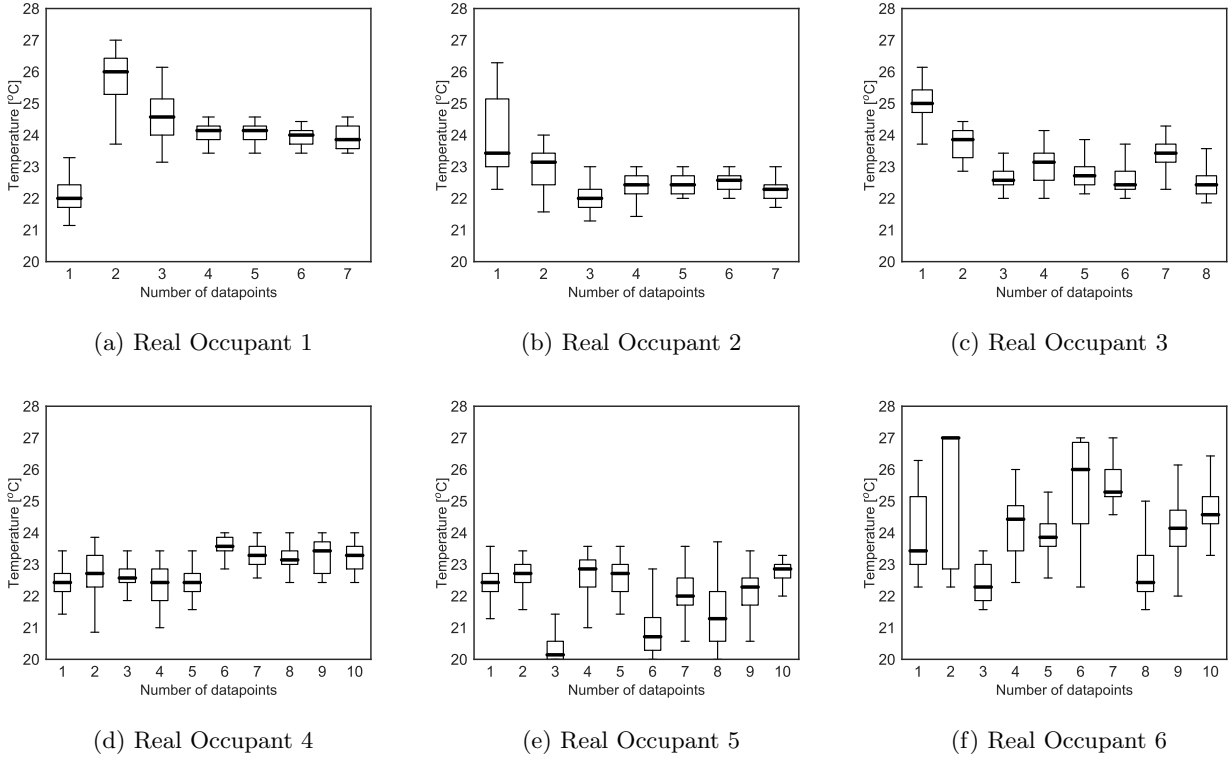 28
27
26
25
24
23
22
21
20
Temperature [°C]
1 2 3 4 5 6 7
Number of datapoints
(a) Real Occupant 1
28
27
26
25
24
23
22
21
20
Temperature [°C]
1 2 3 4 5 6 7
Number of datapoints
(b) Real Occupant 2
28
27
26
25
24
23
22
21
20
Temperature [°C]
1 2 3 4 5 6 7 8
Number of datapoints
(c) Real Occupant 3
28
27
26
25
24
23
22
21
20
Temperature [°C]
1 2 3 4 5 6 7 8 9 10
Number of datapoints
(d) Real Occupant 4
28
27
26
25
24
23
22
21
20
Temperature [°C]
1 2 3 4 5 6 7 8 9 10
Number of datapoints
(e) Real Occupant 5
28
27
26
25
24
23
22
21
20
Temperature [°C]
1 2 3 4 5 6 7 8 9 10
Number of datapoints
(f) Real Occupant 6